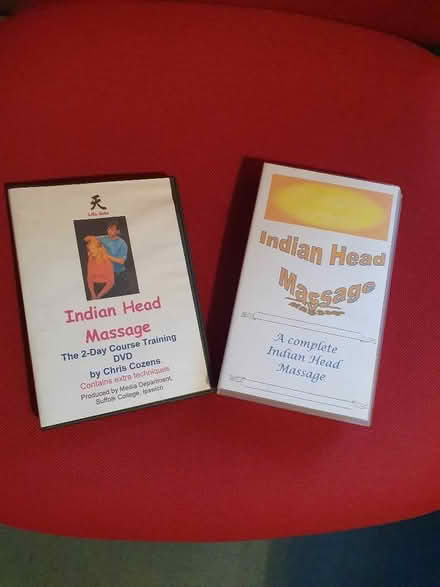 天
Indian Head
Massage
The 2-Day Course Training
DVD
by Chris Cozens
Contains extra techniques
Produced by Media Department,
Suffolk College, Ipswich
Indian Head
Massage
A complete
Indian Head
Massage